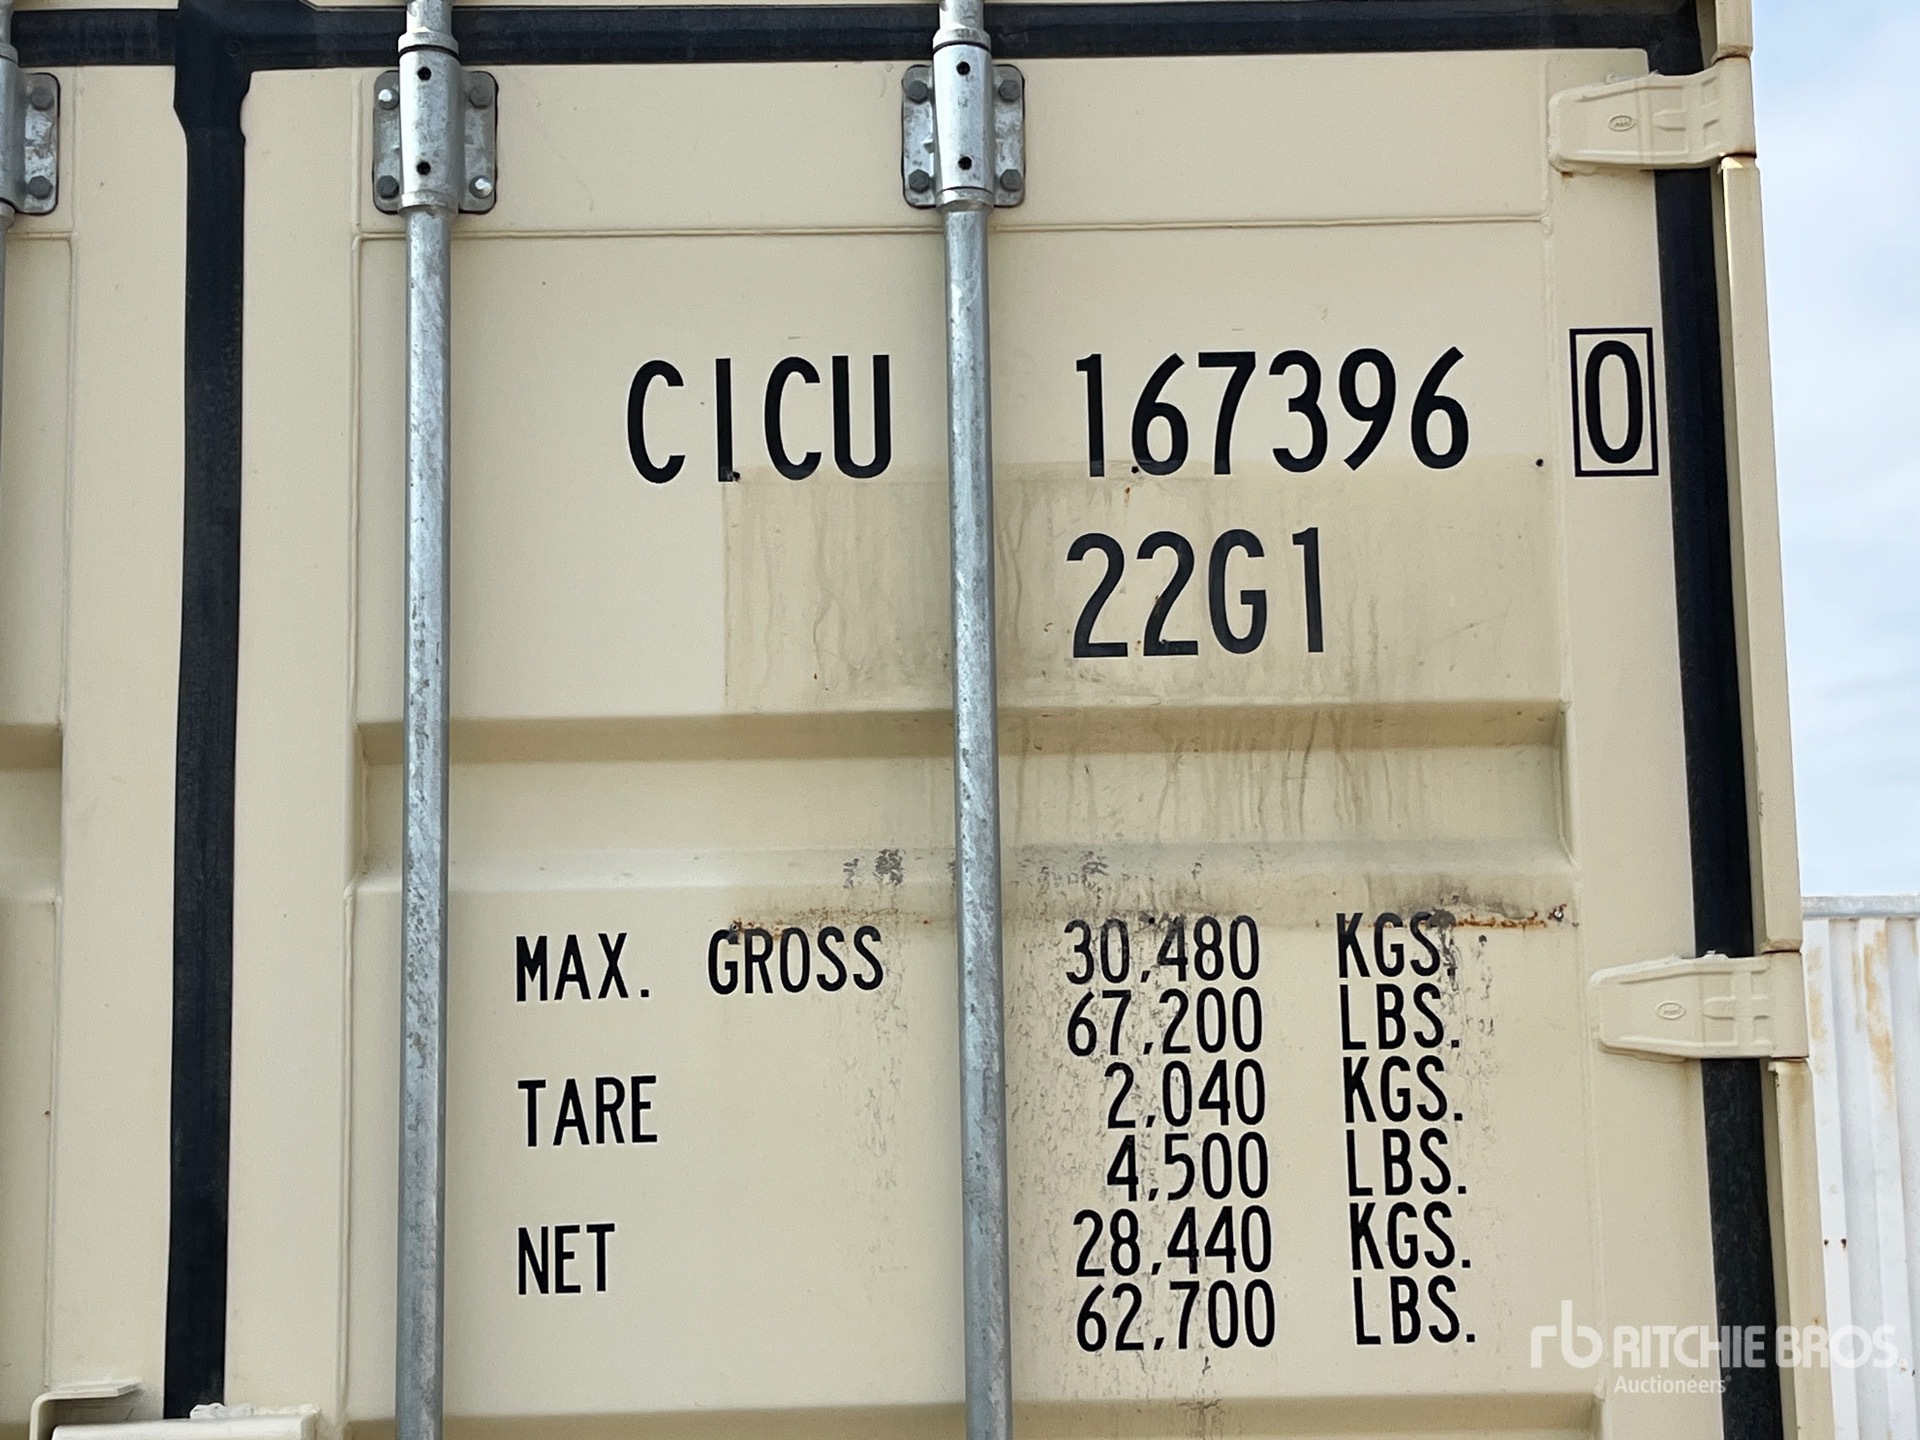 CICU 167396 0
22G1
MAX. GROSS 30,480 KGS.
67,200 LBS.
TARE 2,040 KGS.
4,500 LBS.
NET 28,440 KGS.
62,700 LBS.
rb RITCHIE BROS.
Auctioneers